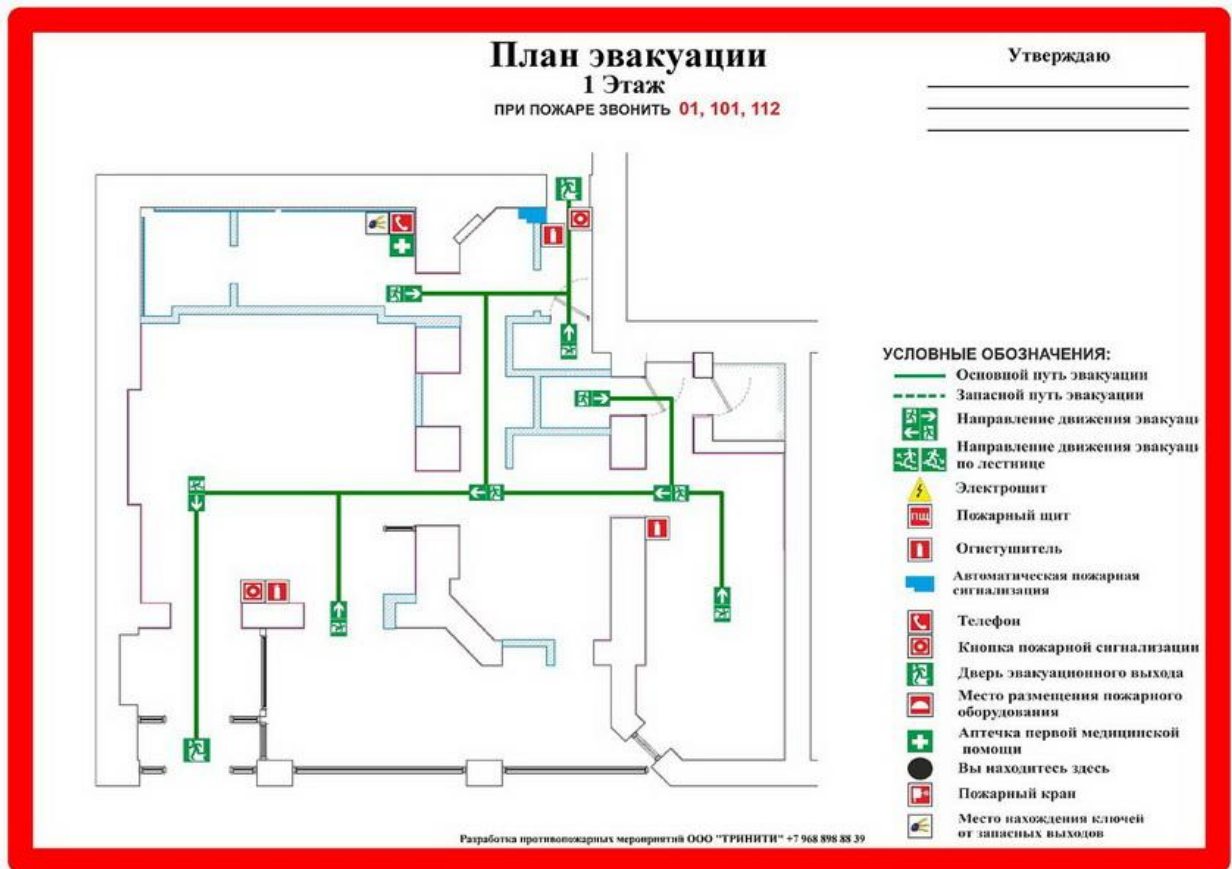 План эвакуации
1 Этаж
ПРИ ПОЖАРЕ ЗВОНИТЬ 01, 101, 112
Утверждаю
УСЛОВНЫЕ ОБОЗНАЧЕНИЯ:
Основной путь эвакуации
Запасной путь эвакуации
Направление движения эвакуаци
Направление движения эвакуаци
по лестнице
Электрощит
ПЩ
Пожарный щит
Огнетушитель
Автоматическая пожарная
сигнализация
Телефон
Кнопка пожарной сигнализации
Дверь эвакуационного выхода
Место размещения пожарного
оборудования
Аптечка первой медицинской
помощи
Вы находитесь здесь
Пожарный кран
Место нахождения ключей
от запасных выходов
Разработка противопожарных мероприятий ООО "ТРИНИТИ" +7 968 898 88 39